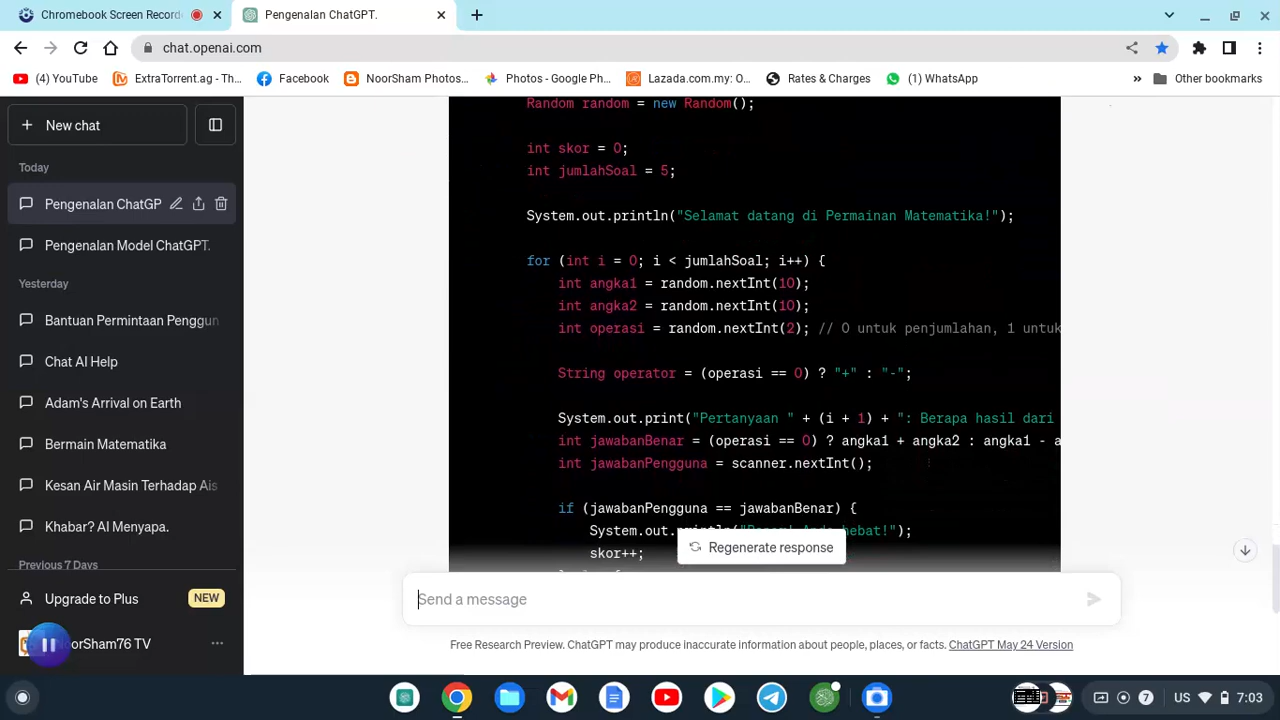 Chromebook Screen Recorde
Pengenalan ChatGPT.
chat.openai.com
(4) YouTube
ExtraTorrent.ag - Th...
Facebook
NoorSham Photos...
Photos - Google Ph...
Lazada.com.my: O...
Rates & Charges
(1) WhatsApp
»
Other bookmarks
New chat
Today
Pengenalan ChatGP
Pengenalan Model ChatGPT.
Yesterday
Bantuan Permintaan Penggun
Chat AI Help
Adam's Arrival on Earth
Bermain Matematika
Kesan Air Masin Terhadap Ais
Khabar? AI Menyapa.
Previous 7 Days
Upgrade to Plus
NEW
NoorSham76 TV
Random random = new Random();
int skor = 0;
int jumlahSoal = 5;
System.out.println("Selamat datang di Permainan Matematika!");
for (int i = 0; i < jumlahSoal; i++) {
int angka1 = random.nextInt(10);
int angka2 = random.nextInt(10);
int operasi = random.nextInt(2); // 0 untuk penjumlahan, 1 untuk
String operator = (operasi == 0) ? "+" : "-";
System.out.print("Pertanyaan " + (i + 1) + ": Berapa hasil dari
int jawabanBenar = (operasi == 0) ? angka1 + angka2 : angka1 - a
int jawabanPengguna = scanner.nextInt();
if (jawabanPengguna == jawabanBenar) {
System.out. hebat!");
skor++;
Regenerate response
Send a message
Free Research Preview. ChatGPT may produce inaccurate information about people, places, or facts. ChatGPT May 24 Version
7
US
7:03